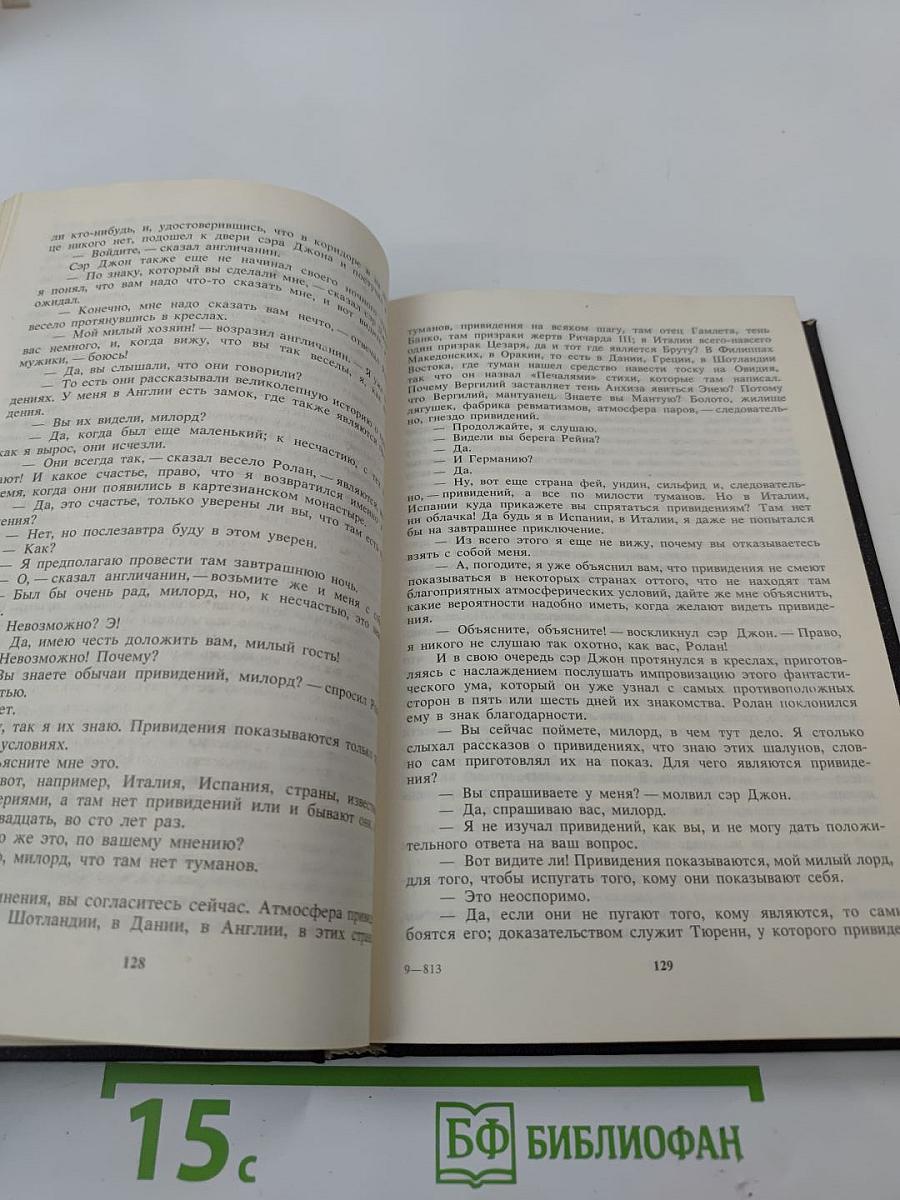 ли кто-нибудь, и, удостоверившись, что в коридоре и
це никого нет, подошел к двери сэра Джона и
— Войдите, — сказал англичанин.
Сэр Джон также еще не начинал своего
— По знаку, который вы сделали мне, — сказал
я понял, что вам надо что-то сказать мне, и вот
ожидал.
— Конечно, мне надо сказать вам нечто, —
весело протянувшись в креслах.
— Мой милый хозяин! — возразил англичанин, — Я уже
вас немного, и, когда вижу, что вы так веселы, я,
мужики, — боюсь!
— Да, вы слышали, что они говорили?
— То есть они рассказывали великолепную историю о
дениях. У меня в Англии есть замок, где также являются
дения.
— Вы их видели, милорд?
— Да, когда был еще маленький; к несчастию, с тех
как я вырос, они исчезли.
— Они всегда так, — сказал весело Ролан, — являются
ают! И какое счастье, право, что я возвратился именно
емя, когда они появились в картезианском монастыре.
— Да, это счастье, только уверены ли вы, что там есть
ения?
— Нет, но послезавтра буду в этом уверен.
— Как?
— Я предполагаю провести там завтрашнюю ночь.
— О, — сказал англичанин, — возьмите же и меня с
— Был бы очень рад, милорд, но, к несчастью, это
Невозможно? Э!
Да, имею честь доложить вам, милый гость!
Невозможно! Почему?
Вы знаете обычаи привидений, милорд? — спросил
тью.
ет.
, так я их знаю. Привидения показываются только
условиях.
ясните мне это.
вот, например, Италия, Испания, страны,
ериями, а там нет привидений или и бывают они,
вадцать, во сто лет раз.
о же это, по вашему мнению?
о, милорд, что там нет туманов.
нения, вы согласитесь сейчас. Атмосфера
Шотландии, в Дании, в Англии, в этих
128
туманов, привидения на всяком шагу, там отец Гамлета, тень
Банко, там призраки жертв Ричарда III; в Италии всего-навсего
один призрак Цезаря, да и тот где является Бруту? В Филиппах
Македонских, в Оракии, то есть в Дании, Греции, в Шотландии
Востока, где туман нашел средство навести тоску на Овидия,
так что он назвал «Печалями» стихи, которые там написал.
Почему Вергилий заставляет тень Анхиза явиться Энею? Потому
что Вергилий, мантуанец. Знаете вы Мантую? Болото, жилище
лягушек, фабрика ревматизмов, атмосфера паров, — следователь-
но, гнездо привидений.
— Продолжайте, я слушаю.
— Видели вы берега Рейна?
— Да.
— И Германию?
— Да.
— Ну, вот еще страна фей, ундин, сильфид и, следователь-
но, — привидений, а все по милости туманов. Но в Италии,
Испании куда прикажете вы спрятаться привидениям? Там нет
ни облачка! Да будь я в Испании, в Италии, я даже не попытался
бы на завтрашнее приключение.
— Из всего этого я еще не вижу, почему вы отказываетесь
взять с собой меня.
— А, погодите, я уже объяснил вам, что привидения не смеют
показываться в некоторых странах оттого, что не находят там
благоприятных атмосферических условий, дайте же мне объяснить,
какие вероятности надобно иметь, когда желают видеть привиде-
ния.
— Объясните, объясните! — воскликнул сэр Джон. — Право,
я никого не слушаю так охотно, как вас, Ролан!
И в свою очередь сэр Джон протянулся в креслах, приготов-
ляясь с наслаждением послушать импровизацию этого фантасти-
ческого ума, который он уже узнал с самых противоположных
сторон в пять или шесть дней их знакомства. Ролан поклонился
ему в знак благодарности.
— Вы сейчас поймете, милорд, в чем тут дело. Я столько
слыхал рассказов о привидениях, что знаю этих шалунов, слов-
но сам приготовлял их на показ. Для чего являются привиде-
ния?
— Вы спрашиваете у меня? — молвил сэр Джон.
— Да, спрашиваю вас, милорд.
— Я не изучал привидений, как вы, и не могу дать положи-
тельного ответа на ваш вопрос.
— Вот видите ли! Привидения показываются, мой милый лорд,
для того, чтобы испугать того, кому они показывают себя.
— Это неоспоримо.
— Да, если они не пугают того, кому являются, то сами
боятся его; доказательством служит Тюренн, у которого привиде
9—813
129
15 с
БФ БИБЛИОФАН